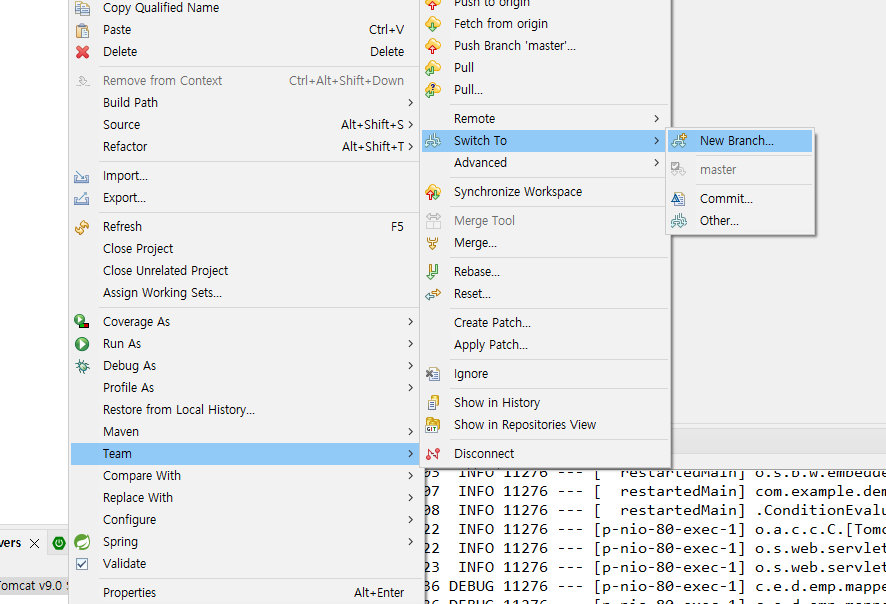 Copy Qualified Name
Paste Ctrl+V
Delete Delete
Remove from Context Ctrl+Alt+Shift+Down
Build Path
Source Alt+Shift+S
Refactor Alt+Shift+T
Import...
Export...
Refresh F5
Close Project
Close Unrelated Project
Assign Working Sets...
Coverage As
Run As
Debug As
Profile As
Restore from Local History...
Maven
Team
Compare With
Replace With
Configure
Spring
Validate
Properties Alt+Enter
Push to origin
Fetch from origin
Push Branch 'master'...
Pull
Pull...
Remote
Switch To
Advanced
Synchronize Workspace
Merge Tool
Merge...
Rebase...
Reset...
Create Patch...
Apply Patch...
Ignore
Show in History
Show in Repositories View
Disconnect
New Branch...
master
Commit...
Other...
vers
omcat v9.0 S
05 INFO 11276 --- [ restartedMain] o.s.b.w.embedde
07 INFO 11276 --- [ restartedMain] com.example.dem
08 INFO 11276 --- [ restartedMain] .ConditionEvalu
22 INFO 11276 --- [p-nio-80-exec-1] o.a.c.c.C.[Tomc
22 INFO 11276 --- [p-nio-80-exec-1] o.s.web.servlet
23 INFO 11276 --- [p-nio-80-exec-1] o.s.web.servlet
36 DEBUG 11276 --- [p-nio-80-exec-1] c.e.d.emp.mappe